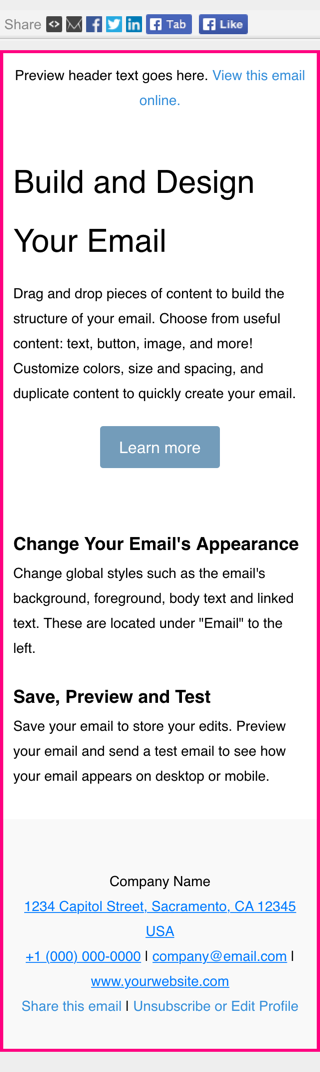 Share Tab Like
Preview header text goes here. View this email
online.
Build and Design
Your Email
Drag and drop pieces of content to build the
structure of your email. Choose from useful
content: text, button, image, and more!
Customize colors, size and spacing, and
duplicate content to quickly create your email.
Learn more
Change Your Email's Appearance
Change global styles such as the email's
background, foreground, body text and linked
text. These are located under "Email" to the
left.
Save, Preview and Test
Save your email to store your edits. Preview
your email and send a test email to see how
your email appears on desktop or mobile.
Company Name
1234 Capitol Street, Sacramento, CA 12345
USA
+1 (000) 000-0000 | company@email.com |
www.yourwebsite.com
Share this email | Unsubscribe or Edit Profile